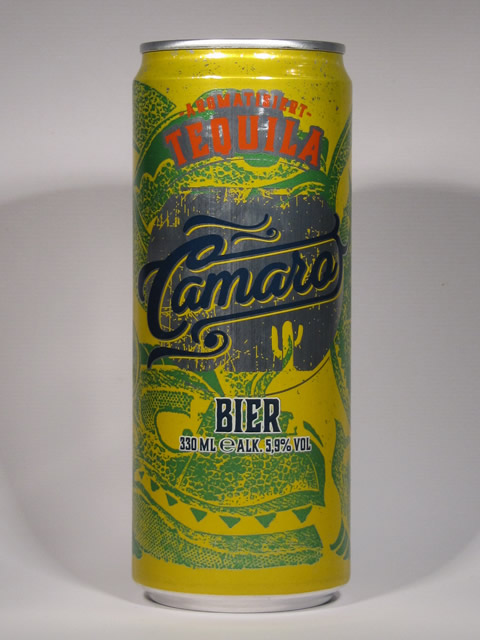 -AROMATISIERT-
TEQUILA
Camaro
BIER
330 ML ℮ ALK. 5,9% VOL